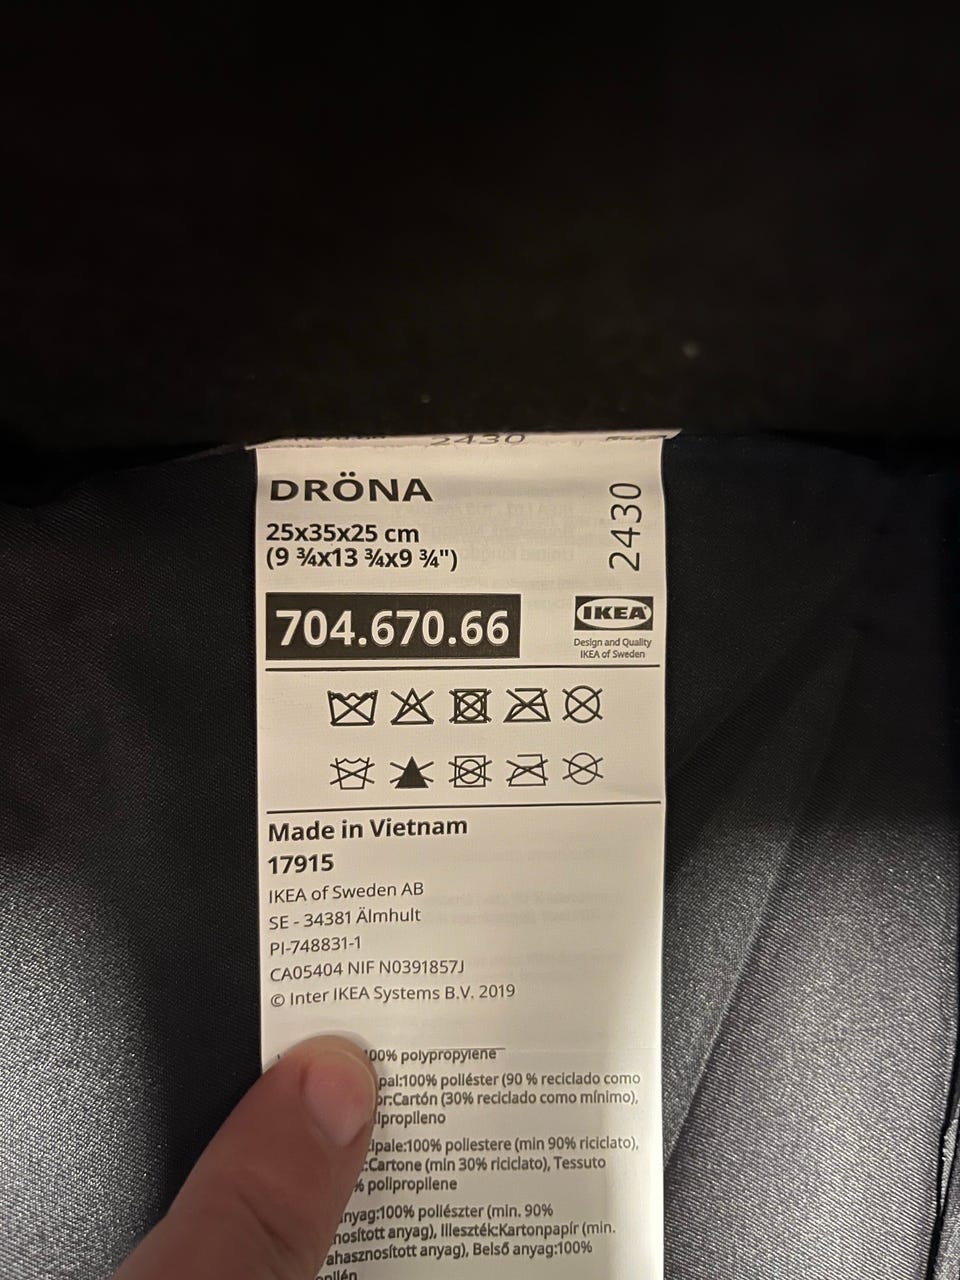 2430
DRÖNA
25x35x25 cm
(9 ¾x13 ¾x9 ¾")
2430
704.670.66
IKEA
Design and Quality
IKEA of Sweden
Made in Vietnam
17915
IKEA of Sweden AB
SE - 34381 Älmhult
PI-748831-1
CA05404 NIF N0391857J
© Inter IKEA Systems B.V. 2019
100% polypropylene
pal:100% poliéster (90 % reciclado como
or:Cartón (30% reciclado como mínimo),
lipropileno
ipale:100% poliestere (min 90% riciclato),
:Cartone (min 30% riciclato), Tessuto
% polipropilene
nyag:100% poliészter (min. 90%
nosított anyag), Illeszték:Kartonpapír (min.
ahasznosított anyag), Belső anyag:100%